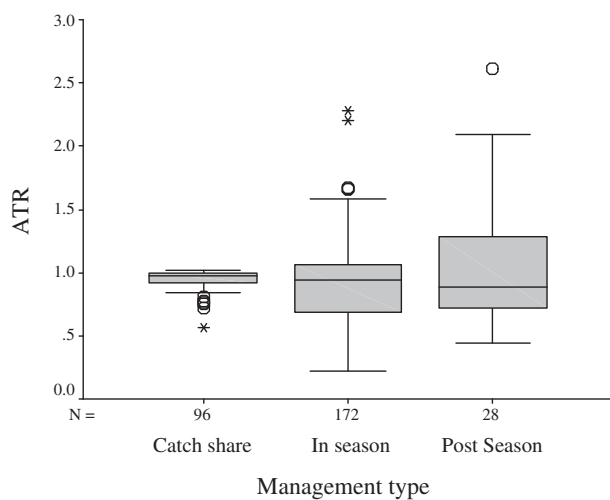 3.0
2.5
2.0
1.5
1.0
.5
0.0
ATR
N = 96 172 28
Catch share In season Post Season
Management type